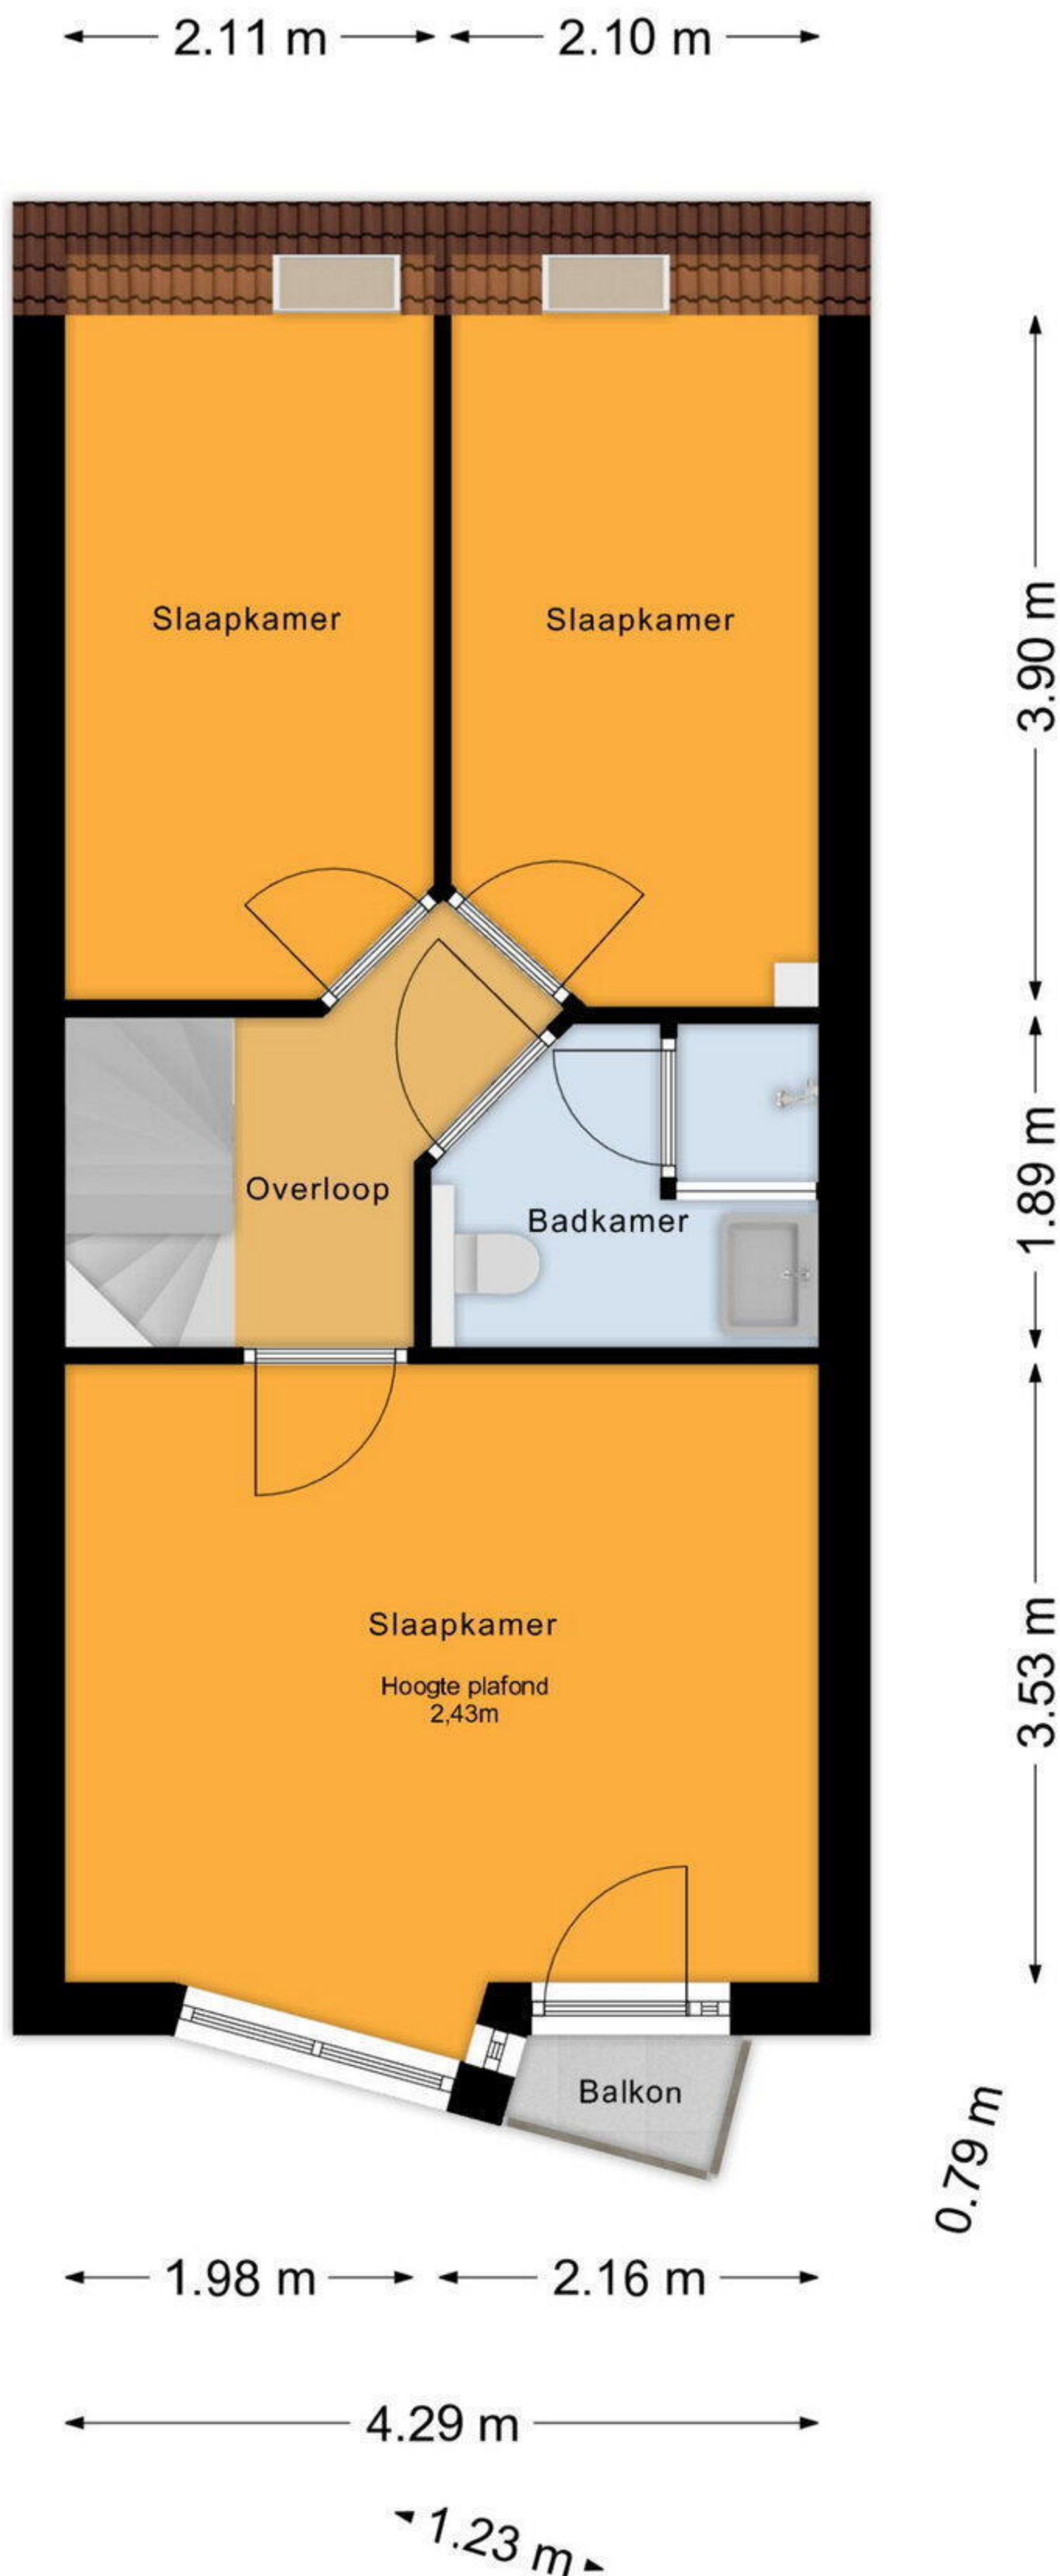 2.11 m
2.10 m
Slaapkamer
Slaapkamer
3.90 m
1.89 m
Overloop
Badkamer
Slaapkamer
Hoogte plafond
2,43m
3.53 m
Balkon
0.79 m
1.98 m
2.16 m
4.29 m
1.23 m